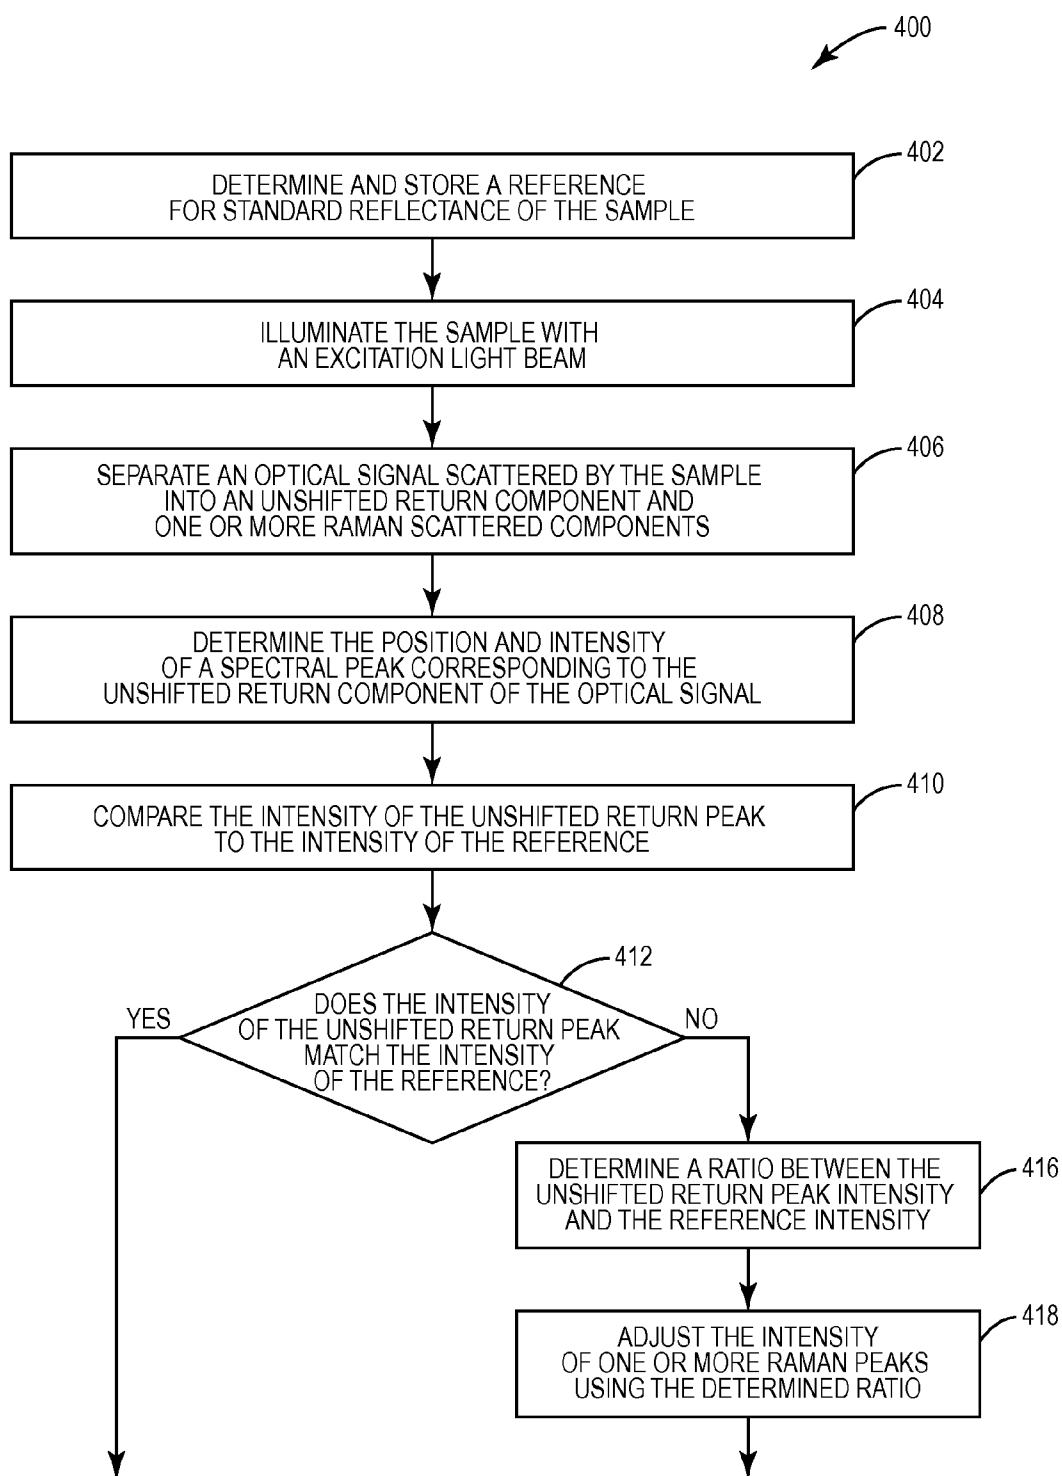 400
402
DETERMINE AND STORE A REFERENCE
FOR STANDARD REFLECTANCE OF THE SAMPLE
404
ILLUMINATE THE SAMPLE WITH
AN EXCITATION LIGHT BEAM
406
SEPARATE AN OPTICAL SIGNAL SCATTERED BY THE SAMPLE
INTO AN UNSHIFTED RETURN COMPONENT AND
ONE OR MORE RAMAN SCATTERED COMPONENTS
408
DETERMINE THE POSITION AND INTENSITY
OF A SPECTRAL PEAK CORRESPONDING TO THE
UNSHIFTED RETURN COMPONENT OF THE OPTICAL SIGNAL
410
COMPARE THE INTENSITY OF THE UNSHIFTED RETURN PEAK
TO THE INTENSITY OF THE REFERENCE
412
DOES THE INTENSITY
OF THE UNSHIFTED RETURN PEAK
MATCH THE INTENSITY
OF THE REFERENCE?
YES
NO
416
DETERMINE A RATIO BETWEEN THE
UNSHIFTED RETURN PEAK INTENSITY
AND THE REFERENCE INTENSITY
418
ADJUST THE INTENSITY
OF ONE OR MORE RAMAN PEAKS
USING THE DETERMINED RATIO